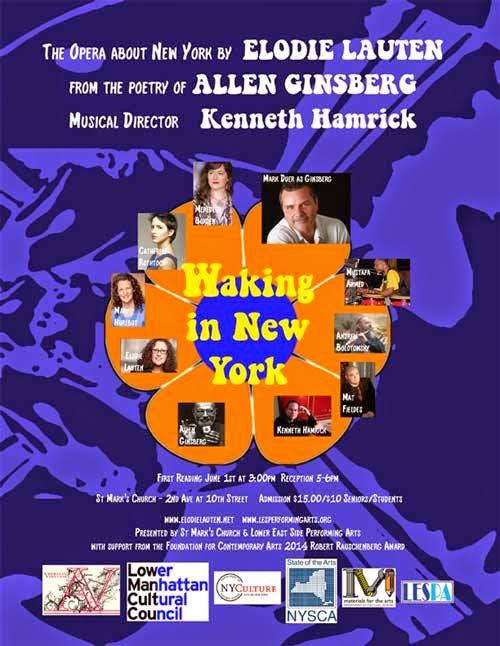 The Opera about New York by ELODIE LAUTEN
from the poetry of ALLEN GINSBERG
Musical Director Kenneth Hamrick
Mark Duer as Ginsberg
Meredith Borden
Mustafa Ahmed
Mary Hurlbut
Andrew Bolotowsky
Elodie Lauten
Mat Fieldes
Allen Ginsberg
Kenneth Hamrick
Waking
in New
York
First Reading June 1st at 3:00pm Reception 5-6pm
St Mark's Church - 2nd Ave at 10th Street Admission $15.00/$10 Seniors/Students
www.elodielauten.net www.lesperformingarts.org
Presented by St Mark's Church & Lower East Side Performing Arts
with support from the Foundation for Contemporary Arts 2014 Robert Rauschenberg Award
Lower
Manhattan
Cultural
Council
NYCulture
State of the Arts
NYSCA
materials for the arts
LESPA